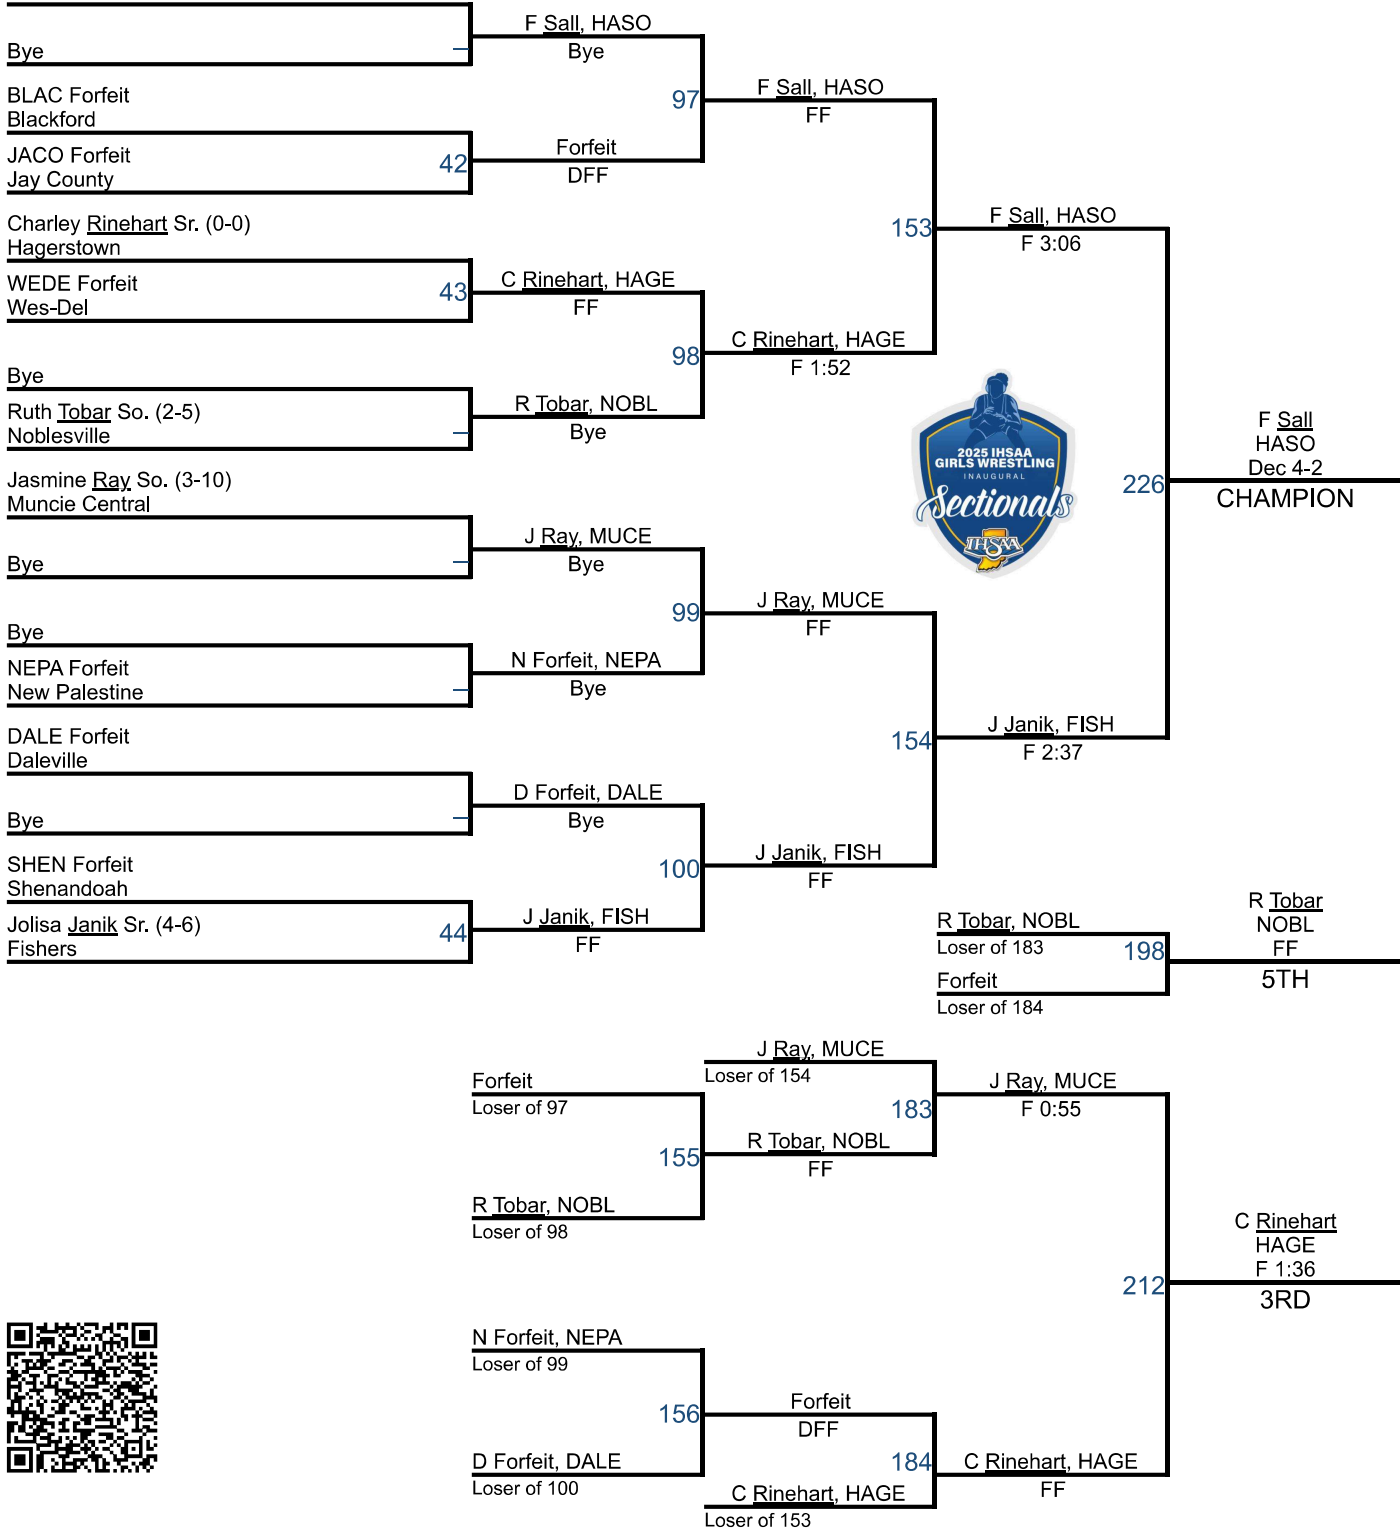 F Sall, HASO
Bye
Bye
BLAC Forfeit
Blackford
97
F Sall, HASO
FF
JACO Forfeit
Jay County
42
Forfeit
DFF
Charley Rinehart Sr. (0-0)
Hagerstown
153
F Sall, HASO
F 3:06
WEDE Forfeit
Wes-Del
43
C Rinehart, HAGE
FF
98
C Rinehart, HAGE
F 1:52
Bye
Ruth Tobar So. (2-5)
Noblesville
R Tobar, NOBL
Bye
2025 IHSAA
GIRLS WRESTLING
INAUGURAL
Sectionals
IHSAA
F Sall
HASO
Dec 4-2
226
CHAMPION
Jasmine Ray So. (3-10)
Muncie Central
J Ray, MUCE
Bye
Bye
99
J Ray, MUCE
FF
Bye
NEPA Forfeit
New Palestine
N Forfeit, NEPA
Bye
154
J Janik, FISH
F 2:37
DALE Forfeit
Daleville
D Forfeit, DALE
Bye
Bye
100
J Janik, FISH
FF
SHEN Forfeit
Shenandoah
Jolisa Janik Sr. (4-6)
Fishers
44
J Janik, FISH
FF
R Tobar, NOBL
Loser of 183
198
Forfeit
Loser of 184
R Tobar
NOBL
FF
5TH
J Ray, MUCE
Loser of 154
Forfeit
Loser of 97
183
J Ray, MUCE
F 0:55
155
R Tobar, NOBL
FF
R Tobar, NOBL
Loser of 98
212
C Rinehart
HAGE
F 1:36
3RD
N Forfeit, NEPA
Loser of 99
156
Forfeit
DFF
D Forfeit, DALE
Loser of 100
184
C Rinehart, HAGE
FF
C Rinehart, HAGE
Loser of 153